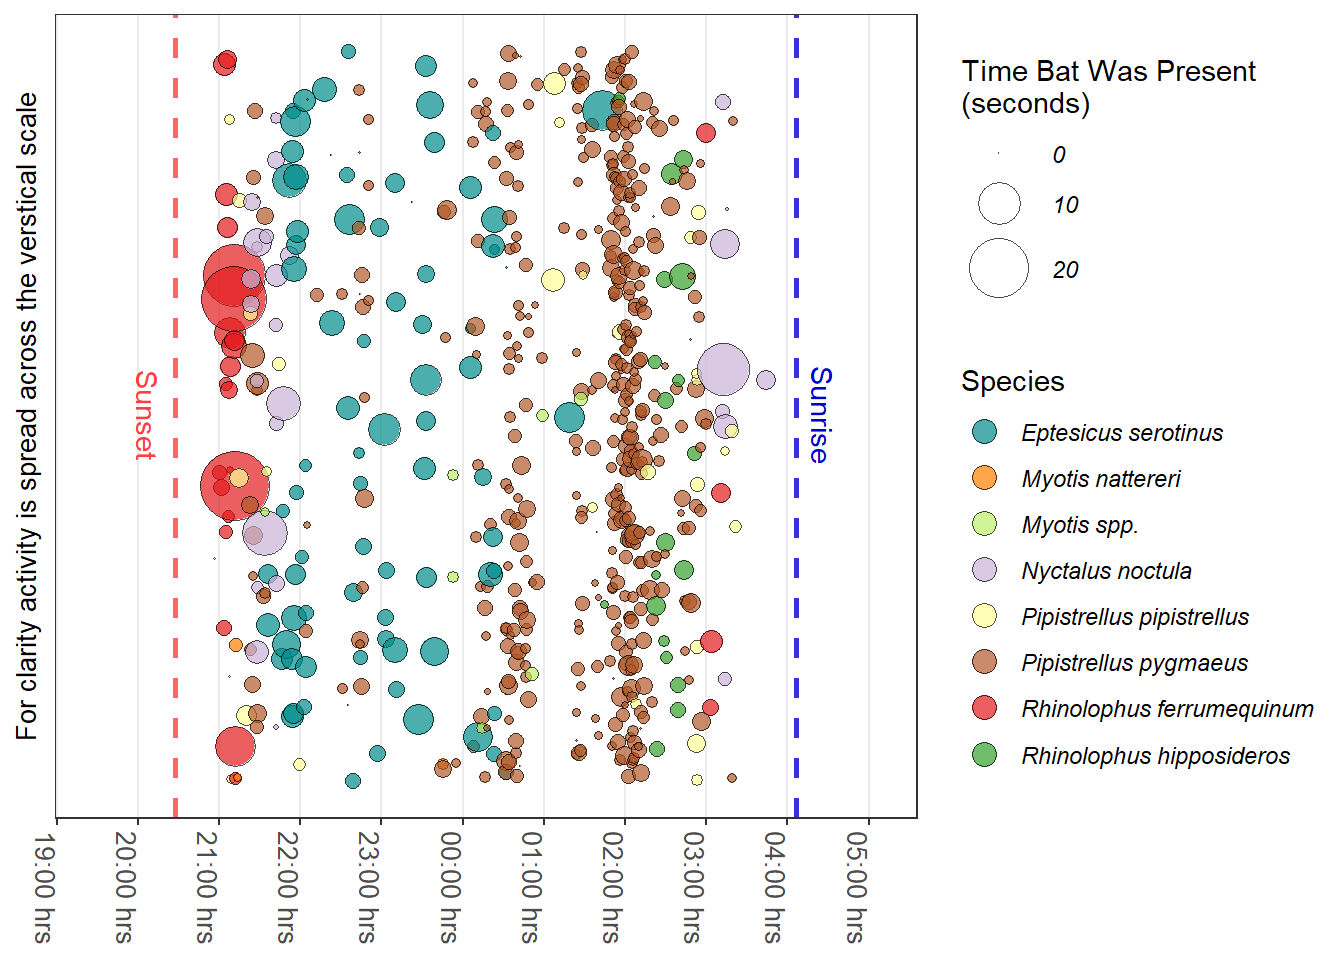 For clarity activity is spread across the verstical scale
Sunset
Sunrise
19:00 hrs
20:00 hrs
21:00 hrs
22:00 hrs
23:00 hrs
00:00 hrs
01:00 hrs
02:00 hrs
03:00 hrs
04:00 hrs
05:00 hrs
Time Bat Was Present
(seconds)
0
10
20
Species
Eptesicus serotinus
Myotis nattereri
Myotis spp.
Nyctalus noctula
Pipistrellus pipistrellus
Pipistrellus pygmaeus
Rhinolophus ferrumequinum
Rhinolophus hipposideros